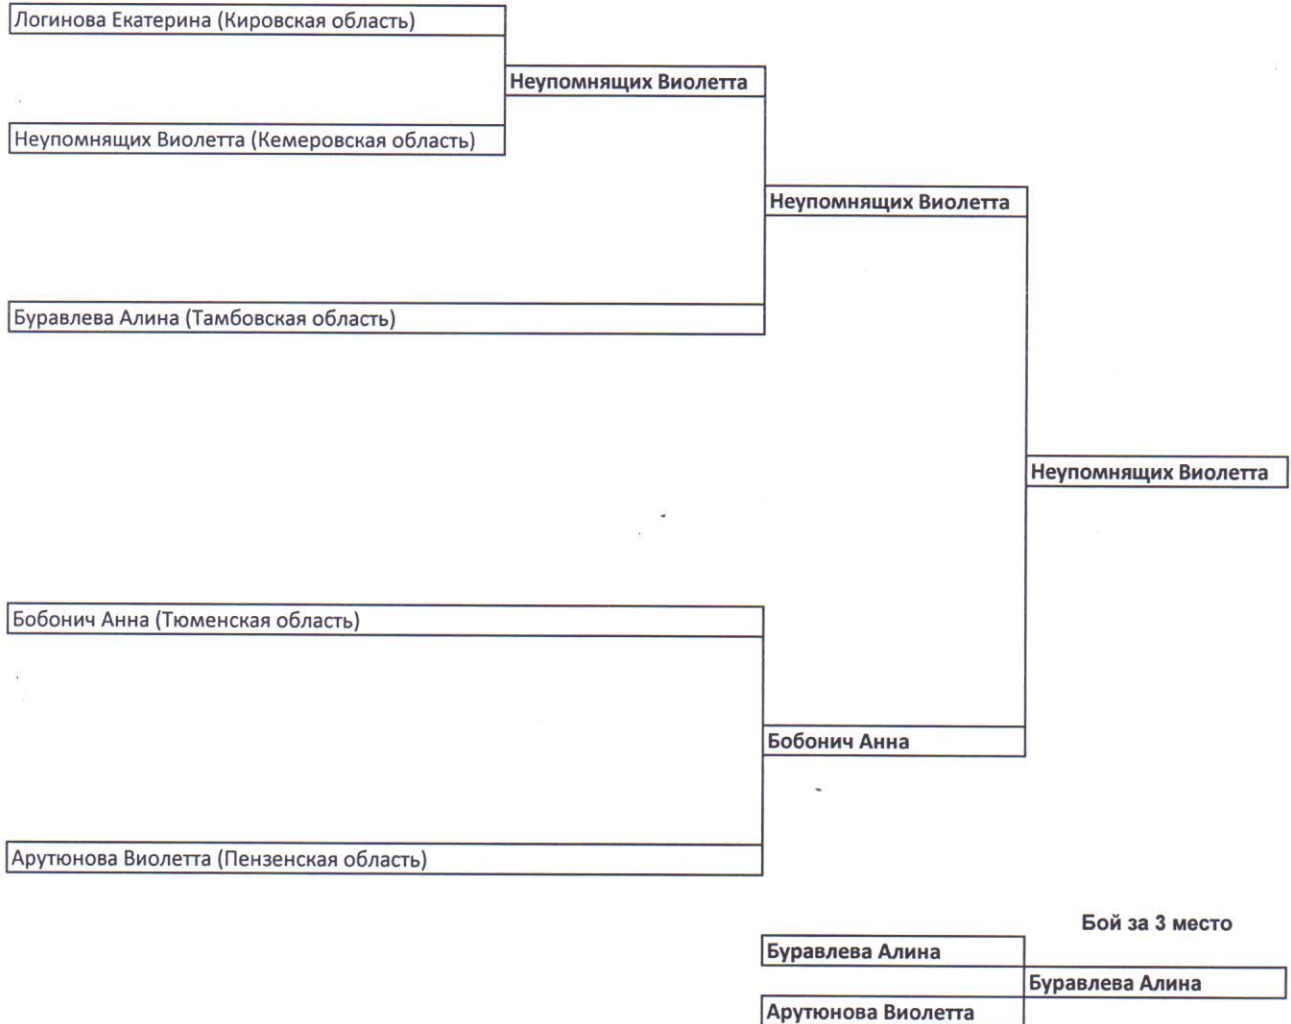 Логинова Екатерина (Кировская область)
Неупомнящих Виолетта
Неупомнящих Виолетта (Кемеровская область)
Неупомнящих Виолетта
Буравлева Алина (Тамбовская область)
Неупомнящих Виолетта
Бобонич Анна (Тюменская область)
Бобонич Анна
Арутюнова Виолетта (Пензенская область)
Бой за 3 место
Буравлева Алина
Буравлева Алина
Арутюнова Виолетта